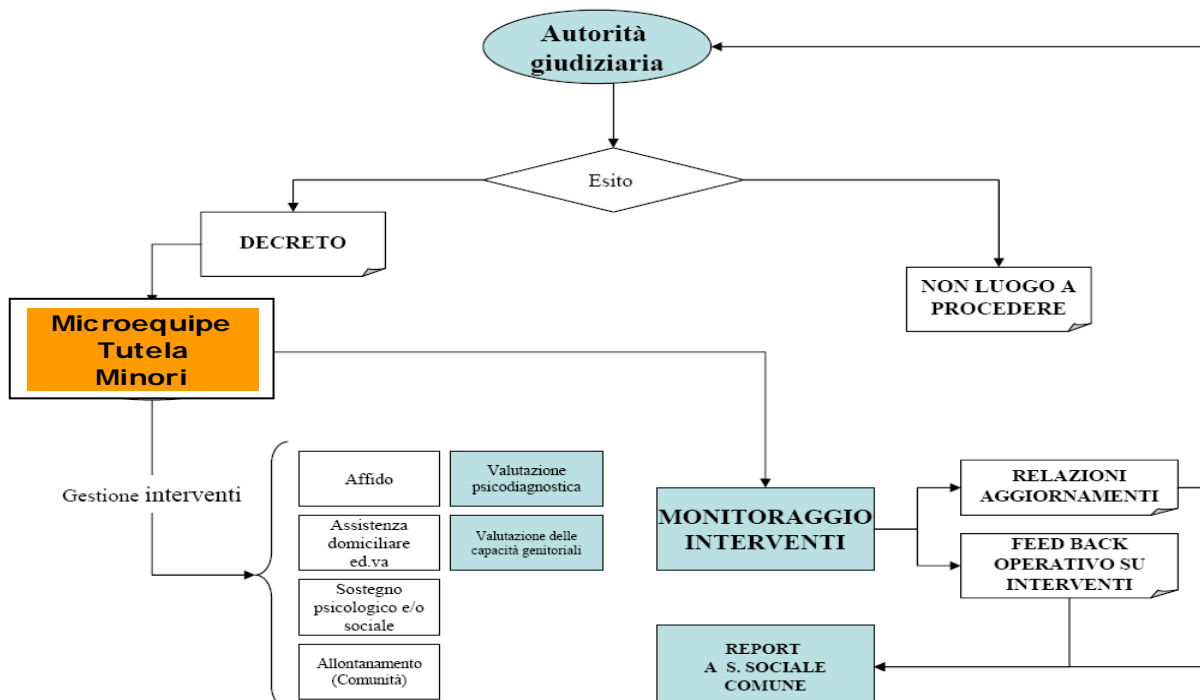 Autorità
giudiziaria
Esito
DECRETO
NON LUOGO A
PROCEDERE
Microequipe
Tutela
Minori
Gestione interventi
Affido
Valutazione
psicodiagnostica
Assistenza
domiciliare
ed.va
Valutazione delle
capacità genitoriali
Sostegno
psicologico e/o
sociale
Allontanamento
(Comunità)
MONITORAGGIO
INTERVENTI
RELAZIONI
AGGIORNAMENTI
FEED BACK
OPERATIVO SU
INTERVENTI
REPORT
A S. SOCIALE
COMUNE